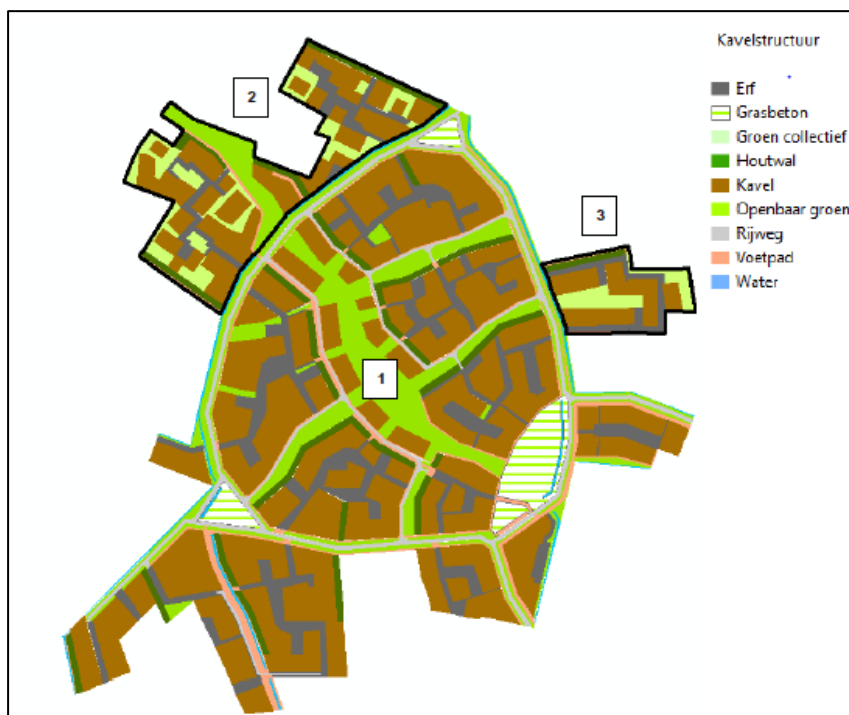 Kavelstructuur
Erf
Grasbeton
Groen collectief
Houtwal
Kavel
Openbaar groen
Rijweg
Voetpad
Water
2
3
1